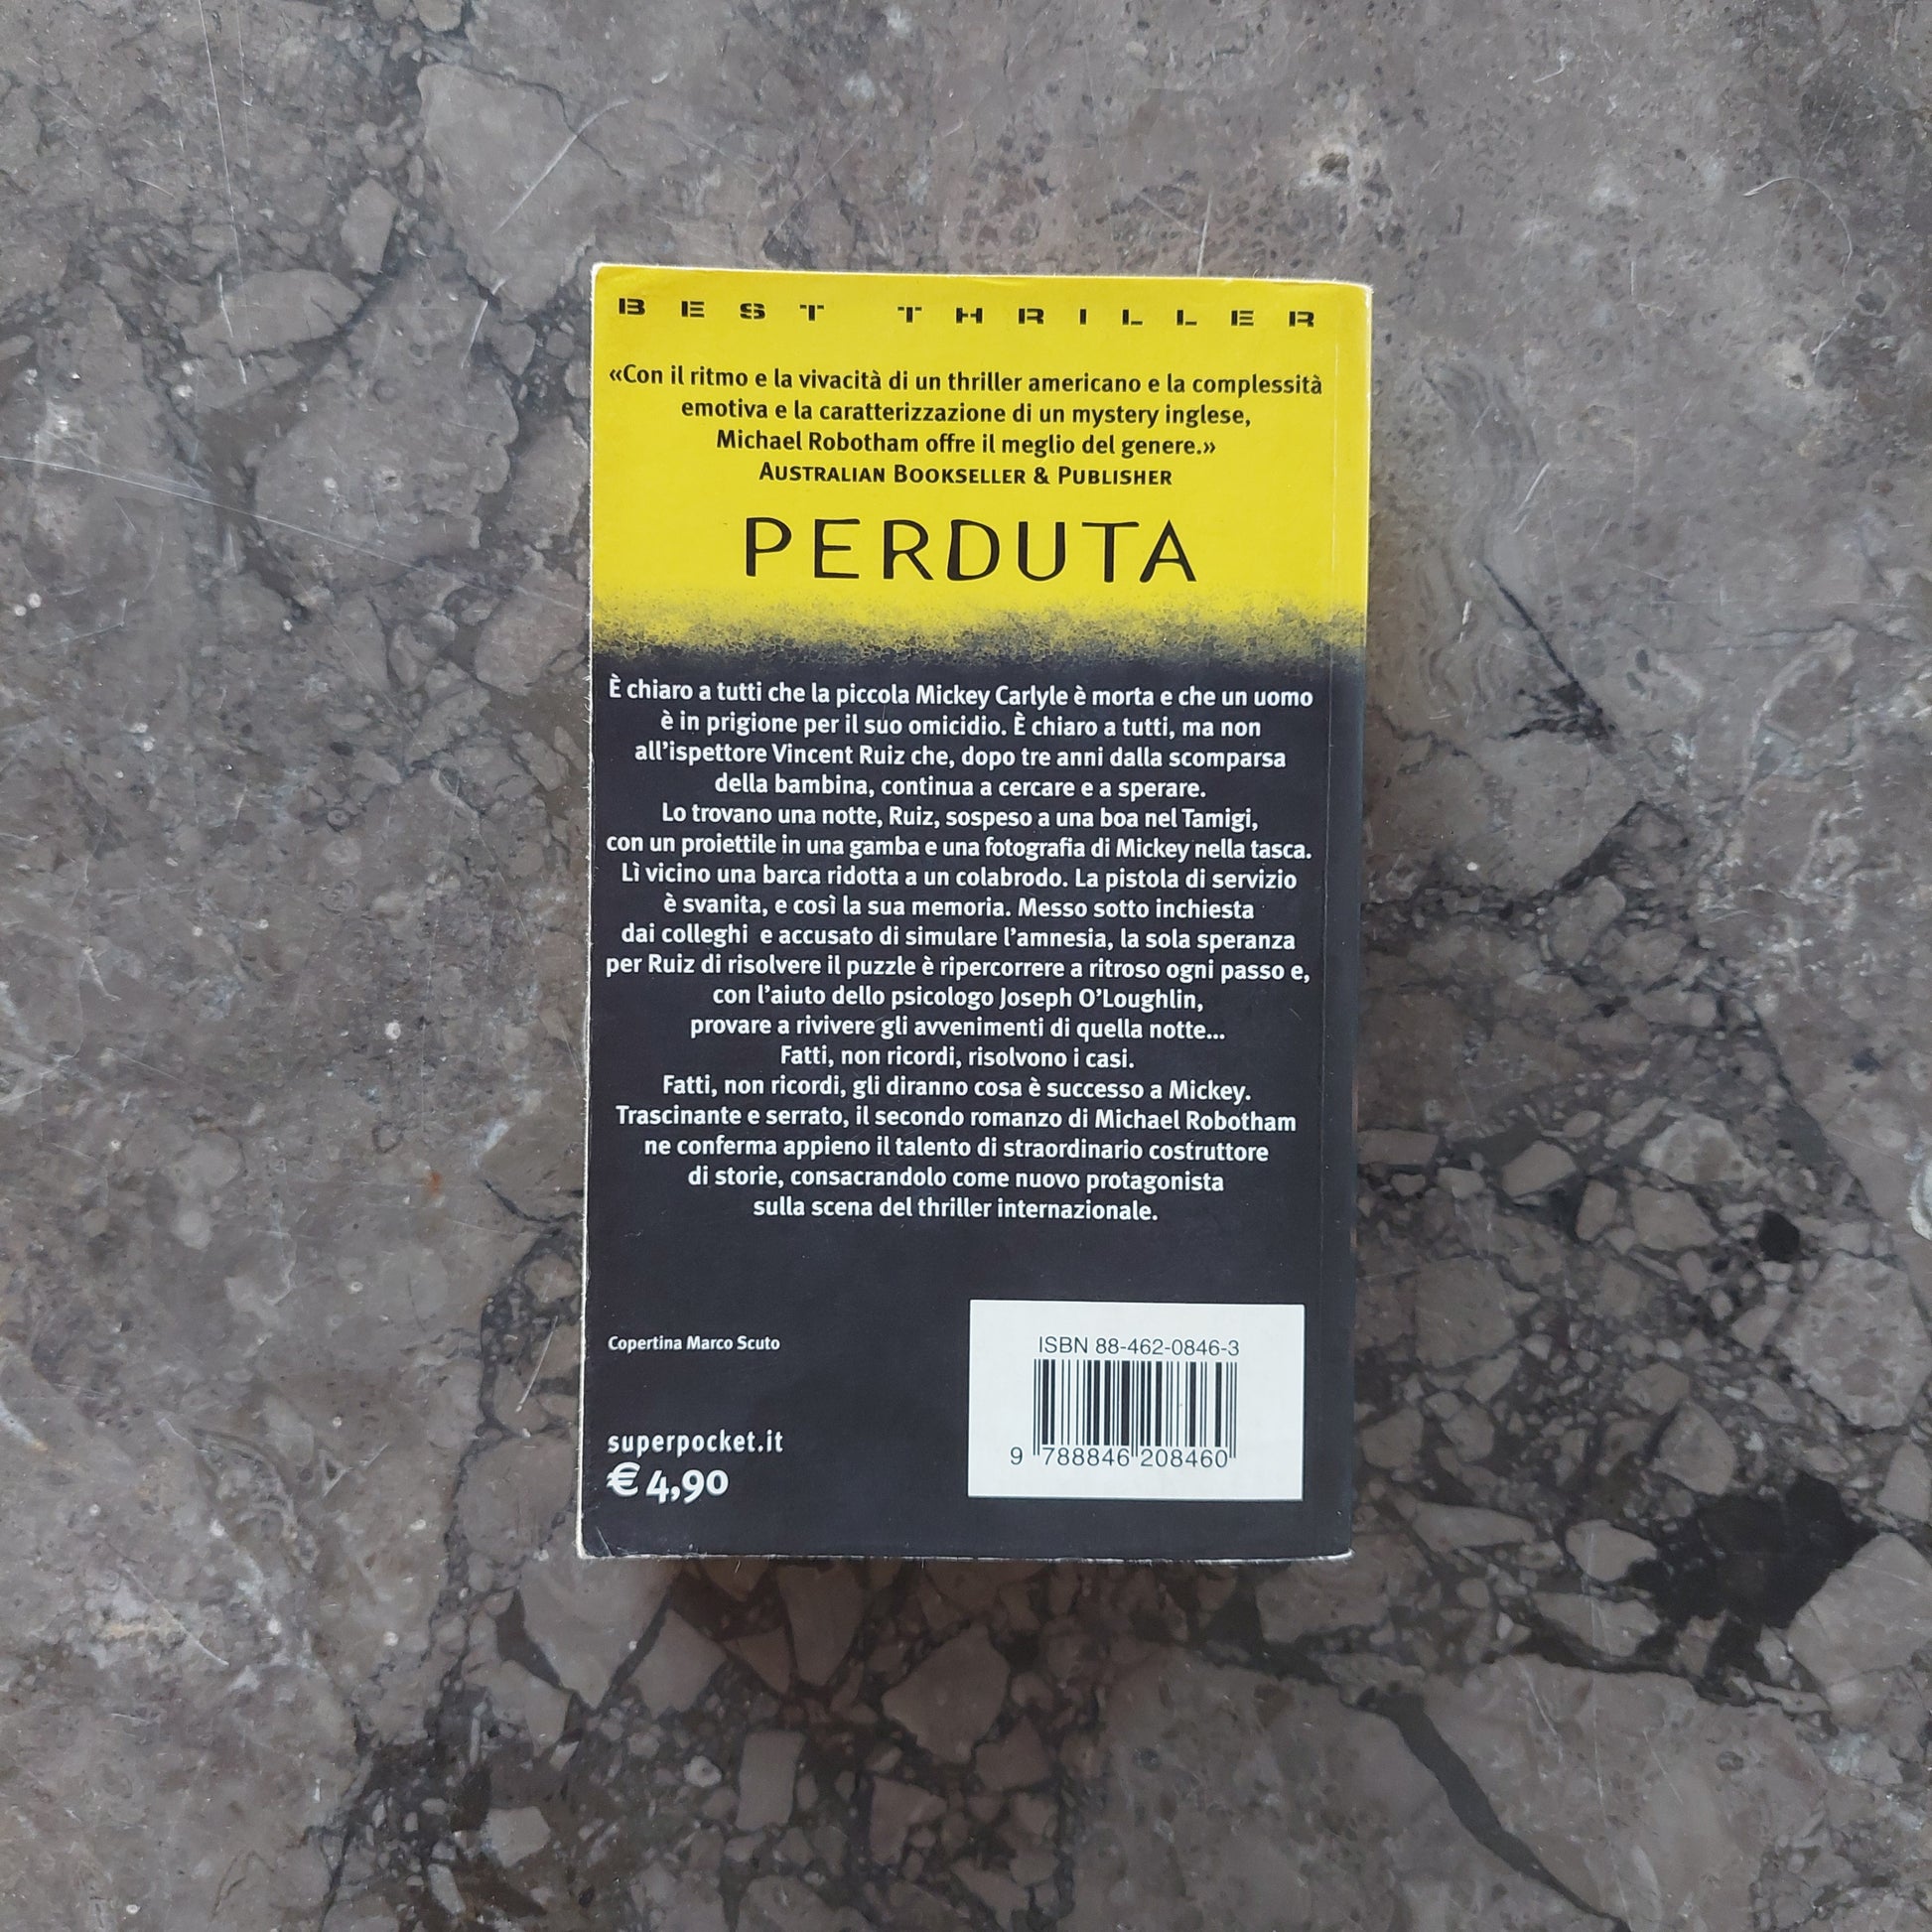 BEST THRILLER
«Con il ritmo e la vivacità di un thriller americano e la complessità
emotiva e la caratterizzazione di un mystery inglese,
Michael Robotham offre il meglio del genere.»
AUSTRALIAN BOOKSELLER & PUBLISHER
PERDUTA
È chiaro a tutti che la piccola Mickey Carlyle è morta e che un uomo
è in prigione per il suo omicidio. È chiaro a tutti, ma non
all'ispettore Vincent Ruiz che, dopo tre anni dalla scomparsa
della bambina, continua a cercare e a sperare.
Lo trovano una notte, Ruiz, sospeso a una boa nel Tamigi,
con un proiettile in una gamba e una fotografia di Mickey nella tasca.
Lì vicino una barca ridotta a un colabrodo. La pistola di servizio
è svanita, e così la sua memoria. Messo sotto inchiesta
dai colleghi e accusato di simulare l'amnesia, la sola speranza
per Ruiz di risolvere il puzzle è ripercorrere a ritroso ogni passo e,
con l'aiuto dello psicologo Joseph O'Loughlin,
provare a rivivere gli avvenimenti di quella notte...
Fatti, non ricordi, risolvono i casi.
Fatti, non ricordi, gli diranno cosa è successo a Mickey.
Trascinante e serrato, il secondo romanzo di Michael Robotham
ne conferma appieno il talento di straordinario costruttore
di storie, consacrandolo come nuovo protagonista
sulla scena del thriller internazionale.
Copertina Marco Scuto
superpocket.it
€ 4,90
ISBN 88-462-0846-3
9 788846 208460